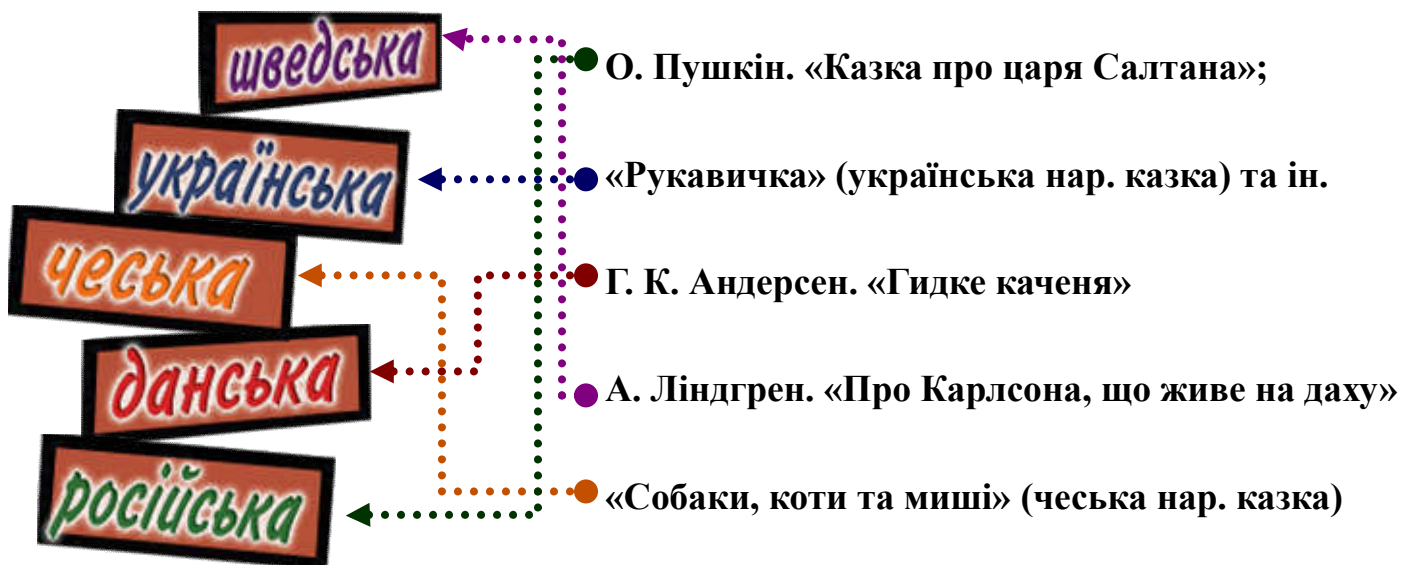 шведська
українська
чеська
данська
російська
О. Пушкін. «Казка про царя Салтана»;
«Рукавичка» (українська нар. казка) та ін.
Г. К. Андерсен. «Гидке каченя»
А. Ліндгрен. «Про Карлсона, що живе на даху»
«Собаки, коти та миші» (чеська нар. казка)